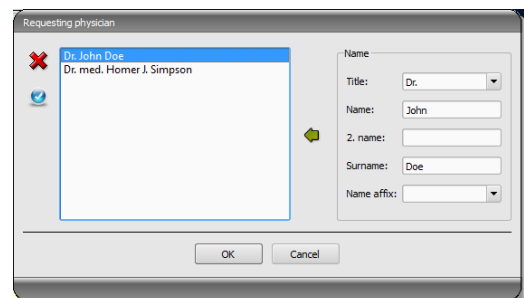 Requesting physician
Dr. John Doe
Dr. med. Homer J. Simpson
Name
Title: Dr.
Name: John
2. name:
Surname: Doe
Name affix:
OK Cancel